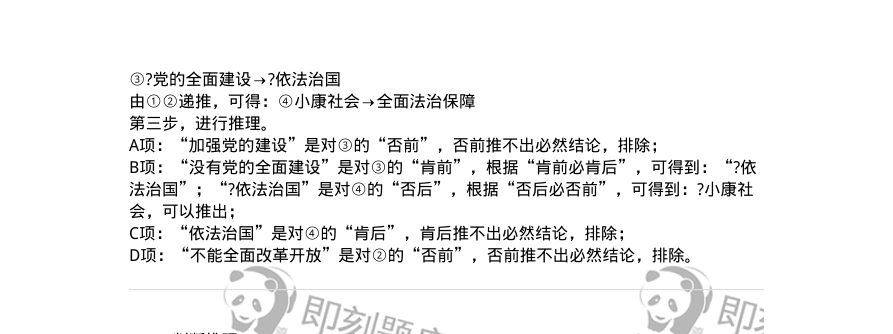 ③?党的全面建设→?依法治国
由①②递推，可得：④小康社会→全面法治保障
第三步，进行推理。
A项：“加强党的建设”是对③的“否前”，否前推不出必然结论，排除；
B项：“没有党的全面建设”是对③的“肯前”，根据“肯前必肯后”，可得到：“?依
法治国”；“?依法治国”是对④的“否后”，根据“否后必否前”，可得到：?小康社
会，可以推出；
C项：“依法治国”是对④的“肯后”，肯后推不出必然结论，排除；
D项：“不能全面改革开放”是对②的“否前”，否前推不出必然结论，排除。
即刻题库
即刻题